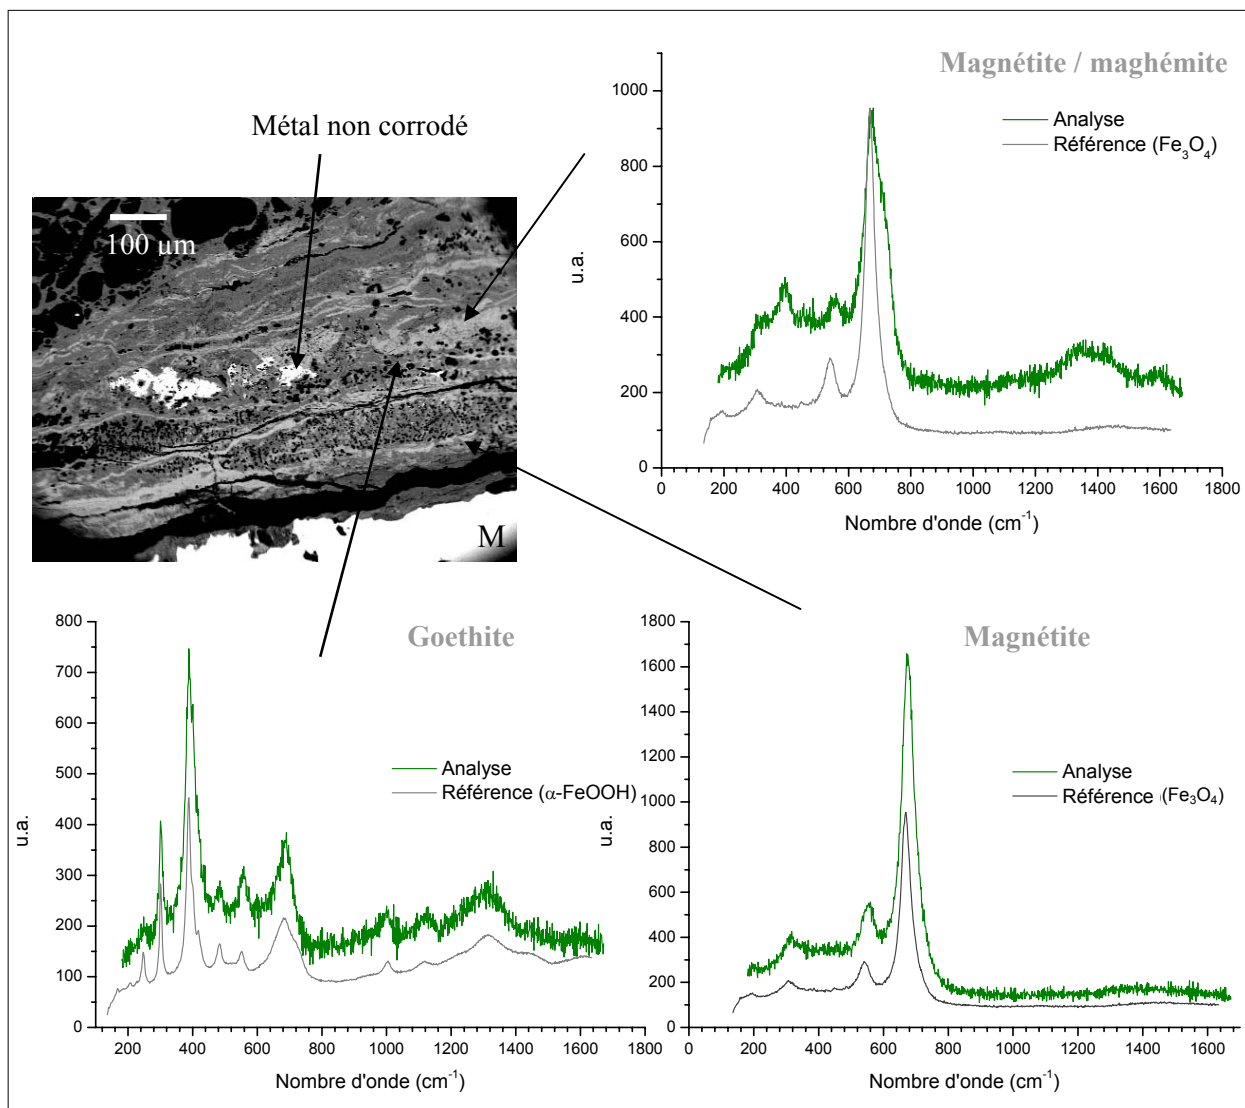 Métal non corrodé
100 µm
M
Magnétite / maghémite
Analyse
Référence (Fe3O4)
u.a.
1000
800
600
400
200
0
0 200 400 600 800 1000 1200 1400 1600 1800
Nombre d'onde (cm-1)
Goethite
Analyse
Référence (α-FeOOH)
u.a.
800
700
600
500
400
300
200
100
0
200 400 600 800 1000 1200 1400 1600 1800
Nombre d'onde (cm-1)
Magnétite
Analyse
Référence (Fe3O4)
u.a.
1800
1600
1400
1200
1000
800
600
400
200
0
0 200 400 600 800 1000 1200 1400 1600
Nombre d'onde (cm-1)